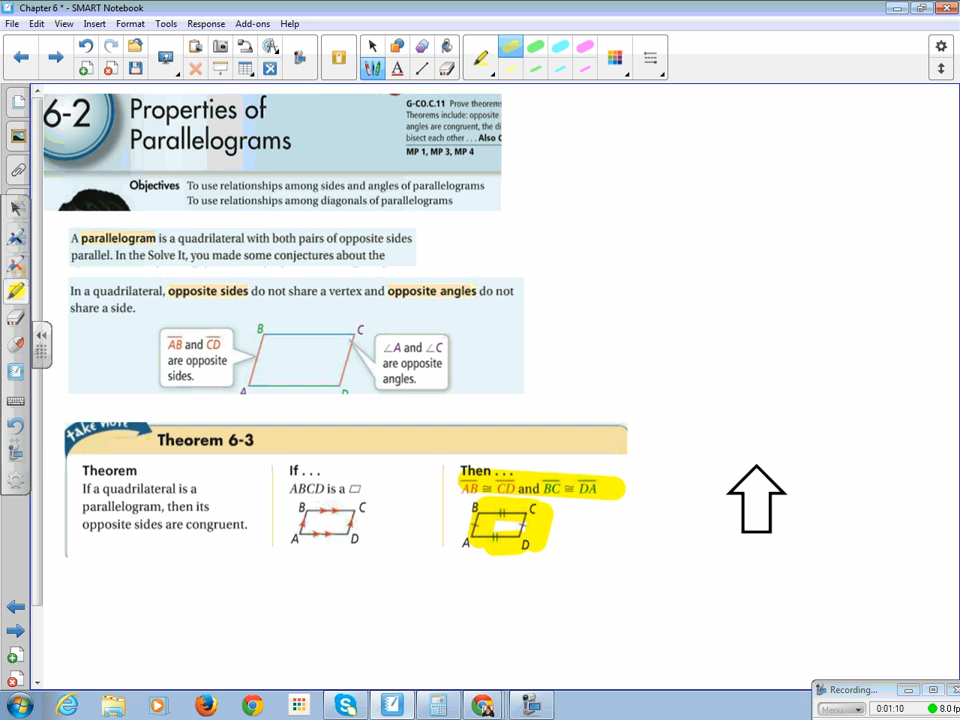 Chapter 6 * - SMART Notebook
File Edit View Insert Format Tools Response Add-ons Help
6-2
Properties of
Parallelograms
G-CO.C.11 Prove theorems
Theorems include: opposite
angles are congruent, the di
bisect each other . . . Also
MP 1, MP 3, MP 4
Objectives To use relationships among sides and angles of parallelograms
To use relationships among diagonals of parallelograms
A parallelogram is a quadrilateral with both pairs of opposite sides
parallel. In the Solve It, you made some conjectures about the
In a quadrilateral, opposite sides do not share a vertex and opposite angles do not
share a side.
B C
AB and CD
are opposite
sides.
∠A and ∠C
are opposite
angles.
A D
take note
Theorem 6-3
Theorem
If a quadrilateral is a
parallelogram, then its
opposite sides are congruent.
If . . .
ABCD is a ▱
B C
A D
Then . . .
AB ≅ CD and BC ≅ DA
B C
A D
Recording...
Menu
0:01:10
8.0 fp